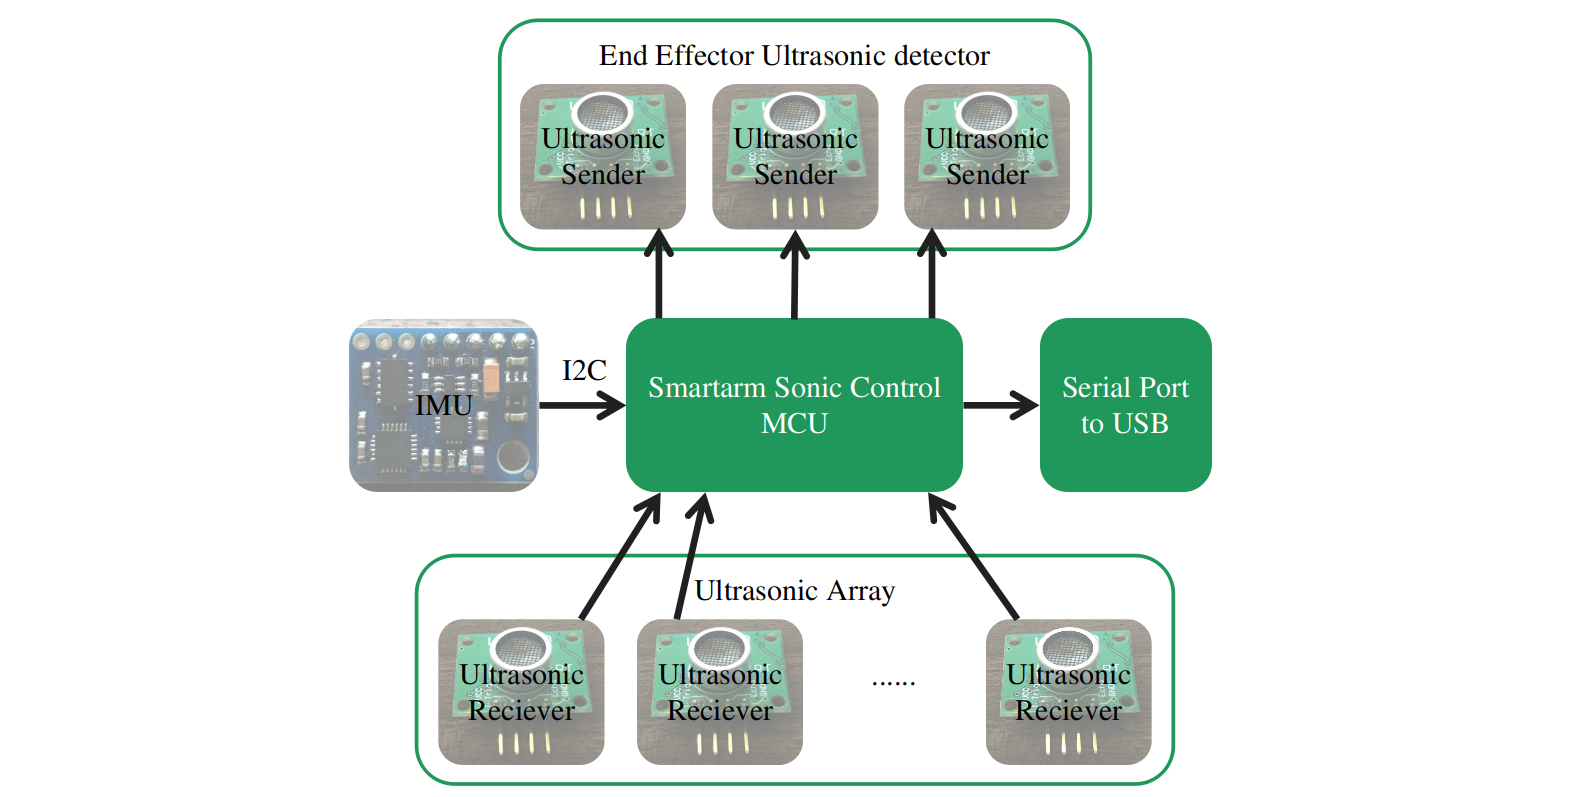 End Effector Ultrasonic detector
Ultrasonic
Sender
Ultrasonic
Sender
Ultrasonic
Sender
IMU
I2C
Smartarm Sonic Control
MCU
Serial Port
to USB
Ultrasonic Array
Ultrasonic
Reciever
Ultrasonic
Reciever
......
Ultrasonic
Reciever